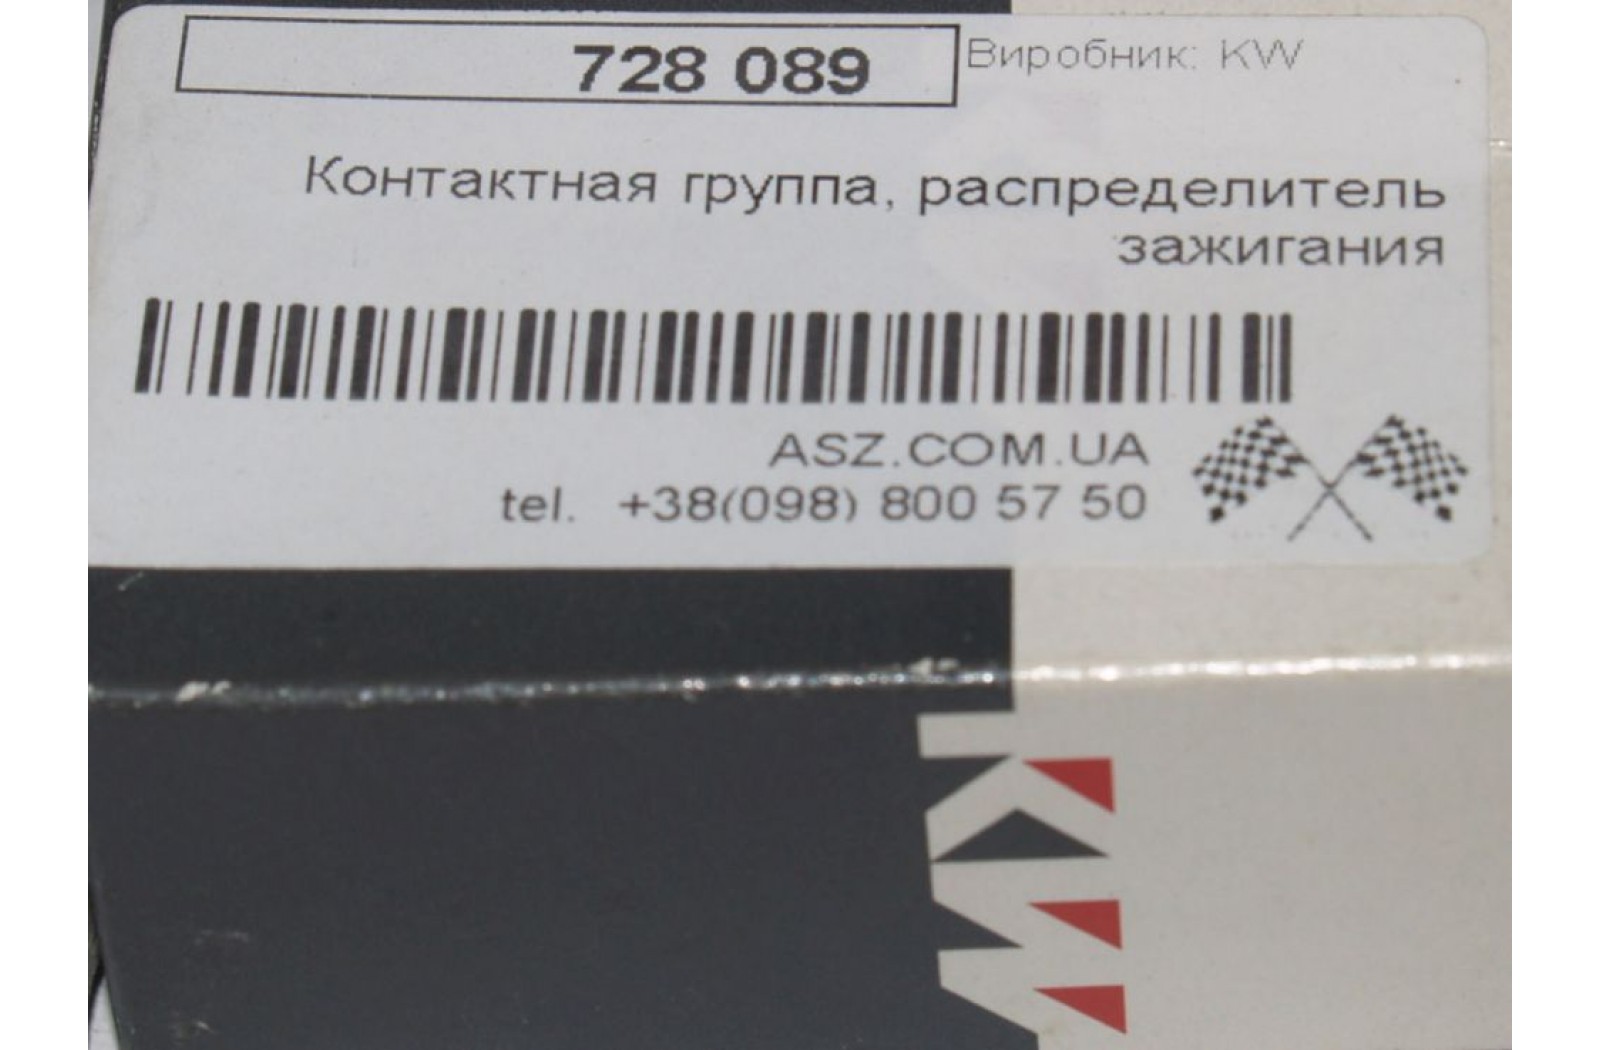 728 089
Виробник: KW
Контактная группа, распределитель
зажигания
ASZ.COM.UA
tel. +38(098) 800 57 50
KW